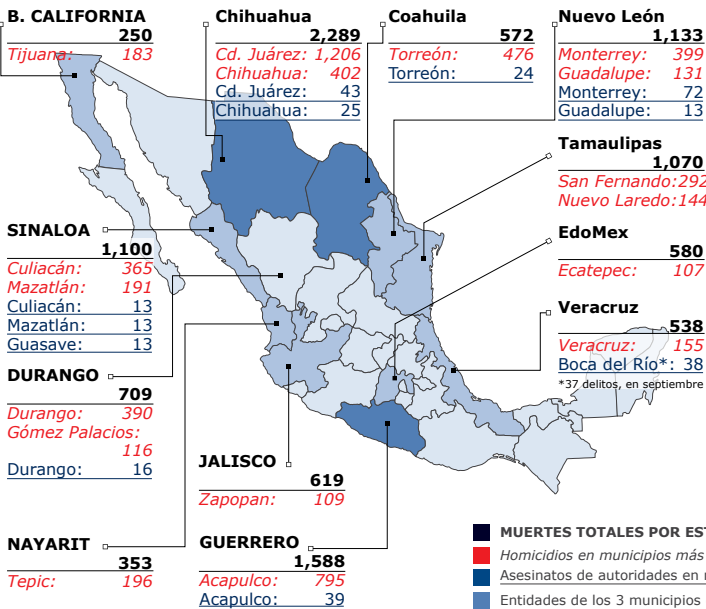 B. CALIFORNIA
250
Tijuana: 183
Chihuahua
2,289
Cd. Juárez: 1,206
Chihuahua: 402
Cd. Juárez: 43
Chihuahua: 25
Coahuila
572
Torreón: 476
Torreón: 24
Nuevo León
1,133
Monterrey: 399
Guadalupe: 131
Monterrey: 72
Guadalupe: 13
Tamaulipas
1,070
San Fernando:292
Nuevo Laredo:144
SINALOA
1,100
Culiacán: 365
Mazatlán: 191
Culiacán: 13
Mazatlán: 13
Guasave: 13
EdoMex
580
Ecatepec: 107
Veracruz
538
Veracruz: 155
Boca del Río*: 38
*37 delitos, en septiembre
DURANGO
709
Durango: 390
Gómez Palacios:
116
Durango: 16
JALISCO
619
Zapopan: 109
NAYARIT
353
Tepic: 196
GUERRERO
1,588
Acapulco: 795
Acapulco: 39
MUERTES TOTALES POR EST
Homicidios en municipios más
Asesinatos de autoridades en
Entidades de los 3 municipios